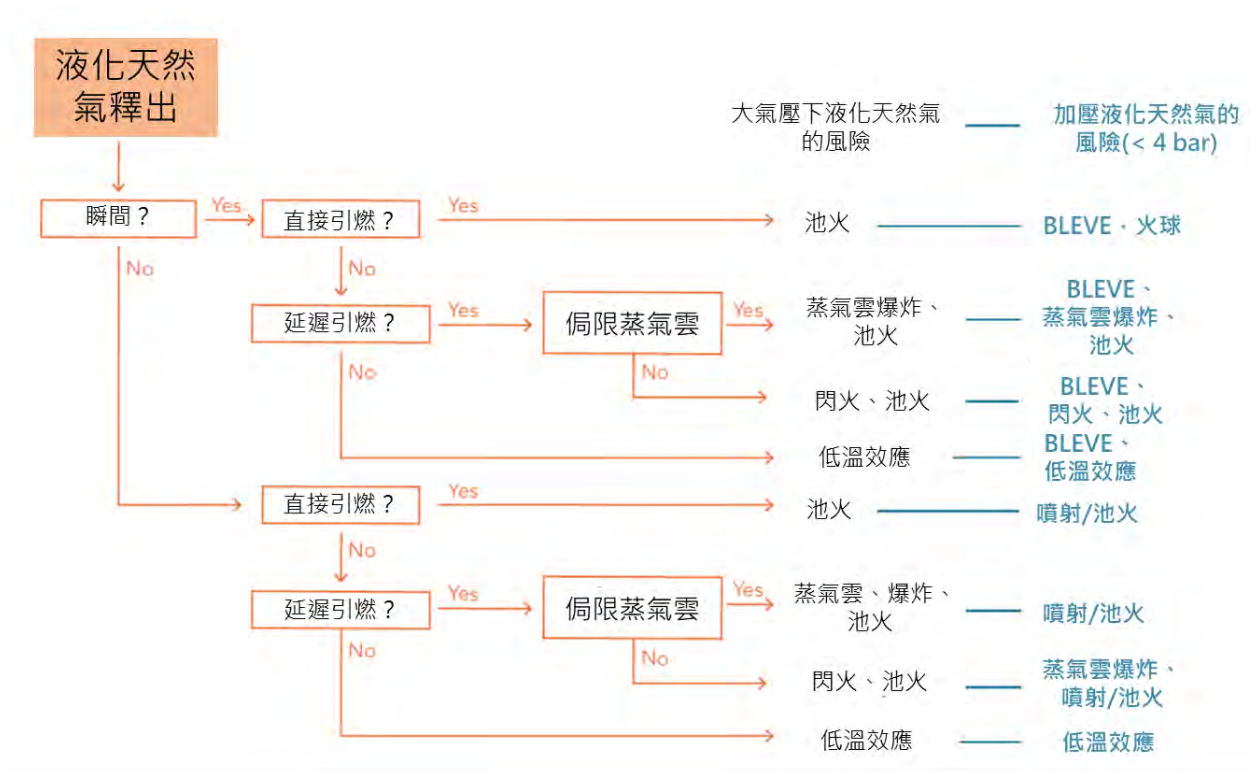 液化天然
氣釋出
大氣壓下液化天然氣
的風險
加壓液化天然氣的
風險(< 4 bar)
瞬間？
Yes
直接引燃？
Yes
池火
BLEVE、火球
No
No
延遲引燃？
Yes
侷限蒸氣雲
Yes
蒸氣雲爆炸、
池火
BLEVE、
蒸氣雲爆炸、
池火
No
No
閃火、池火
BLEVE、
閃火、池火
低溫效應
BLEVE、
低溫效應
直接引燃？
Yes
池火
噴射/池火
No
延遲引燃？
Yes
侷限蒸氣雲
Yes
蒸氣雲、爆炸、
池火
噴射/池火
No
No
閃火、池火
蒸氣雲爆炸、
噴射/池火
低溫效應
低溫效應